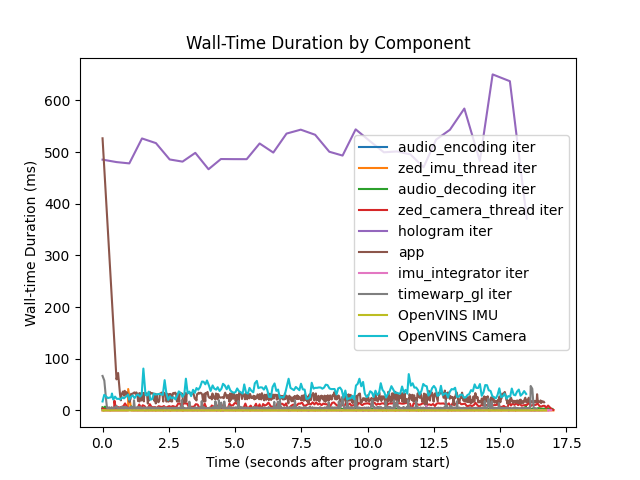 Wall-Time Duration by Component
Wall-time Duration (ms)
600
500
400
300
200
100
0
audio_encoding iter
zed_imu_thread iter
audio_decoding iter
zed_camera_thread iter
hologram iter
app
imu_integrator iter
timewarp_gl iter
OpenVINS IMU
OpenVINS Camera
0.0 2.5 5.0 7.5 10.0 12.5 15.0 17.5
Time (seconds after program start)